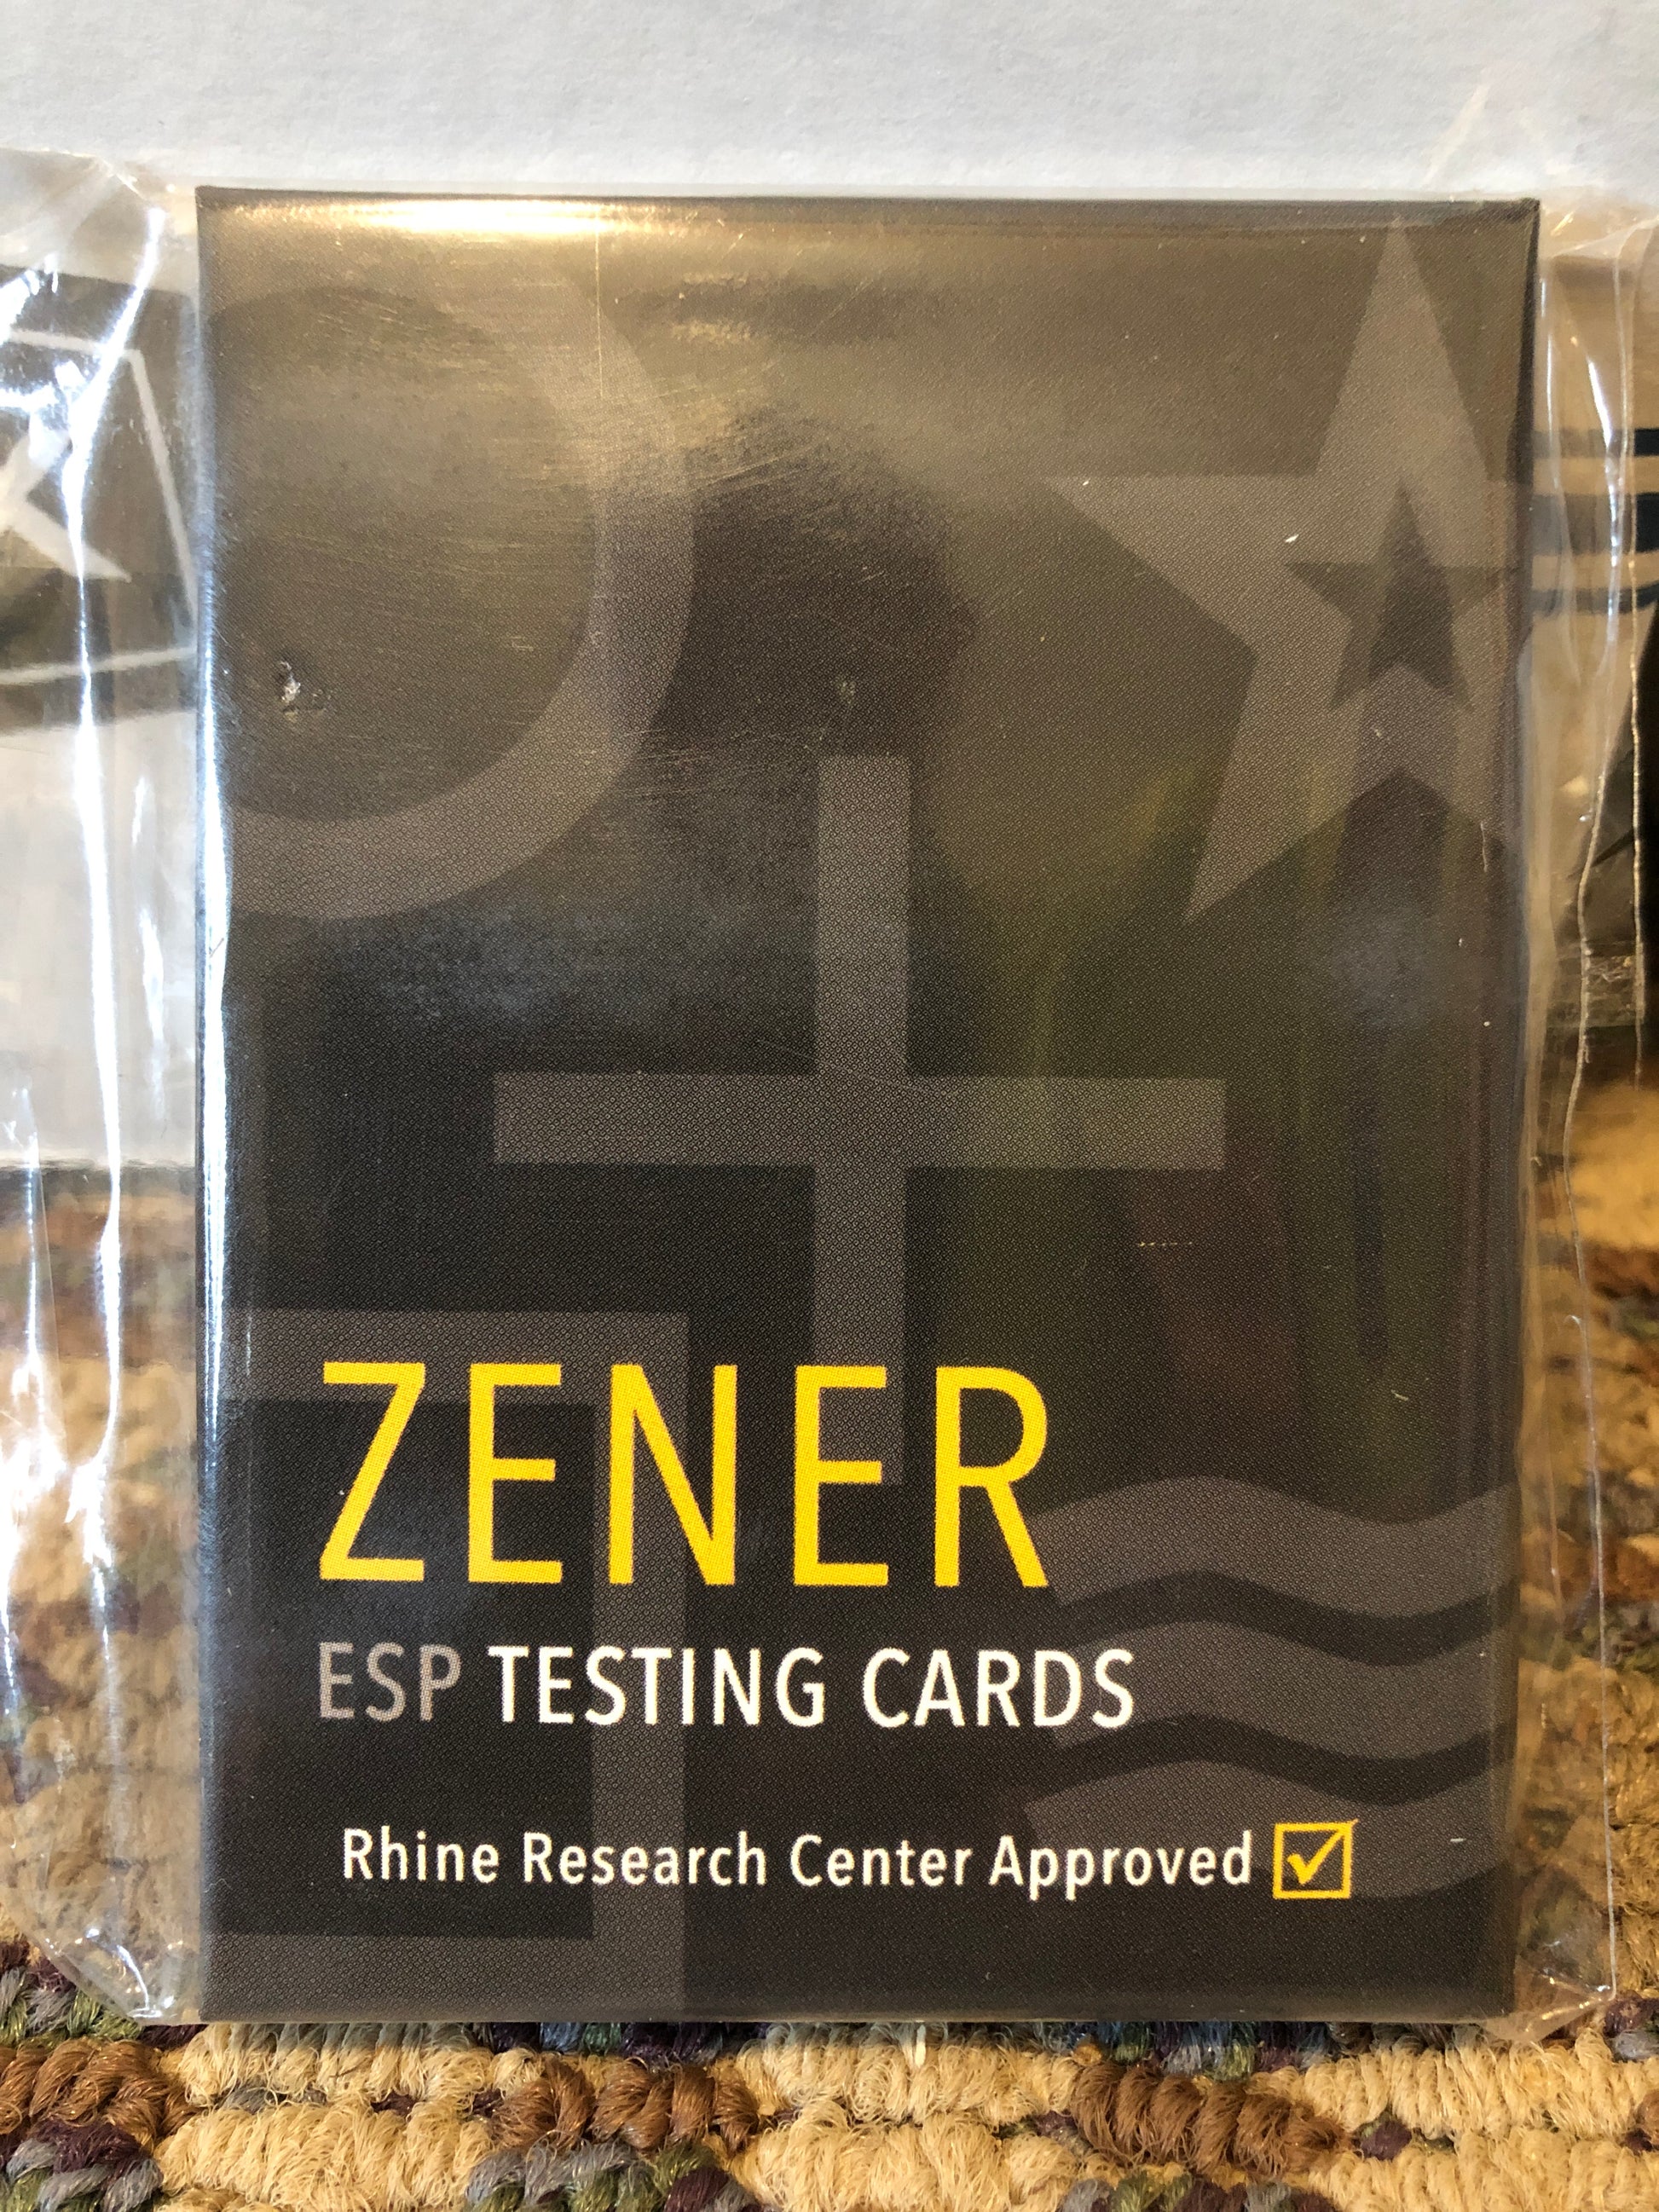 ZENER
ESP TESTING CARDS
Rhine Research Center Approved